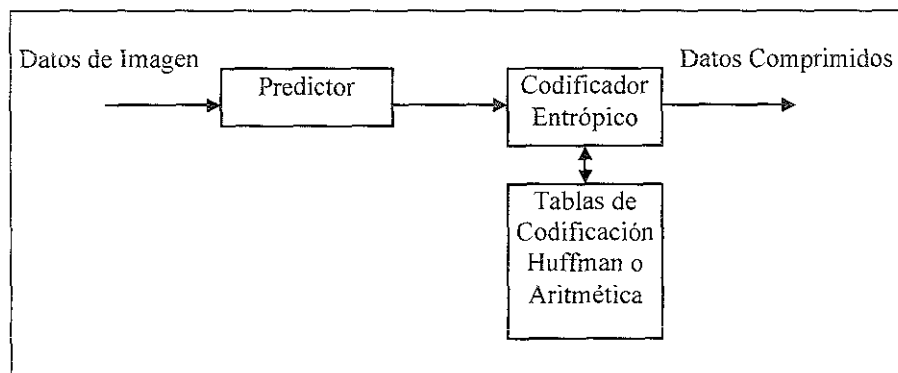 Datos de Imagen
Predictor
Codificador
Entrópico
Datos Comprimidos
Tablas de
Codificación
Huffman o
Aritmética